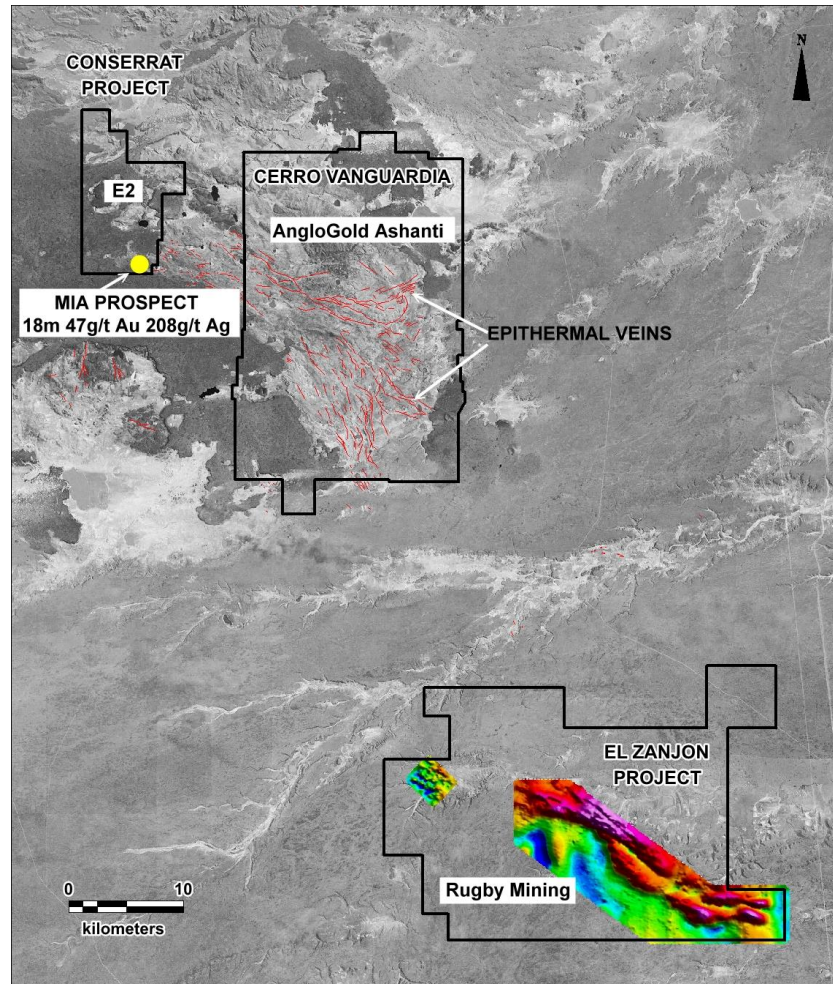 N
CONSERRAT
PROJECT
CERRO VANGUARDIA
E2
AngloGold Ashanti
MIA PROSPECT
18m 47g/t Au 208g/t Ag
EPITHERMAL VEINS
EL ZANJON
PROJECT
Rugby Mining
0 10
kilometers